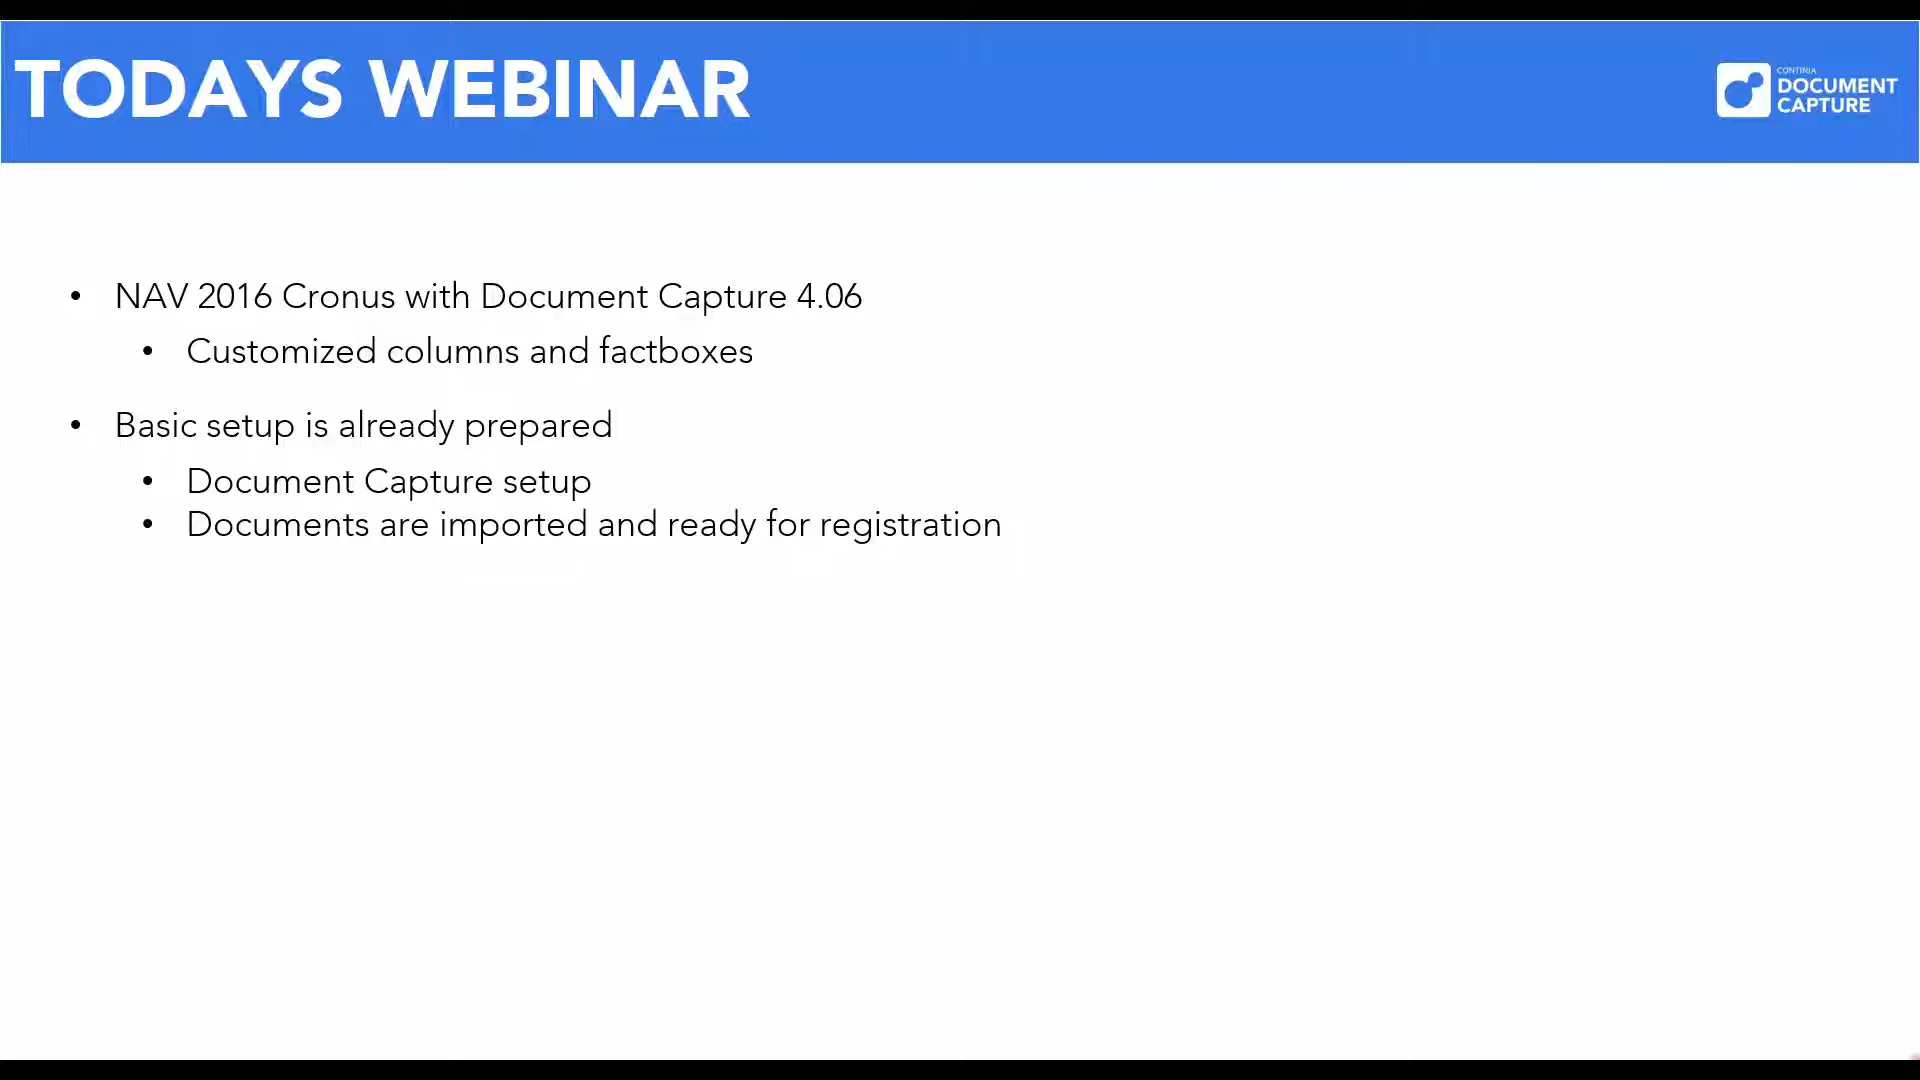 TODAYS WEBINAR
CONTINIA
DOCUMENT
CAPTURE
• NAV 2016 Cronus with Document Capture 4.06
• Customized columns and factboxes
• Basic setup is already prepared
• Document Capture setup
• Documents are imported and ready for registration